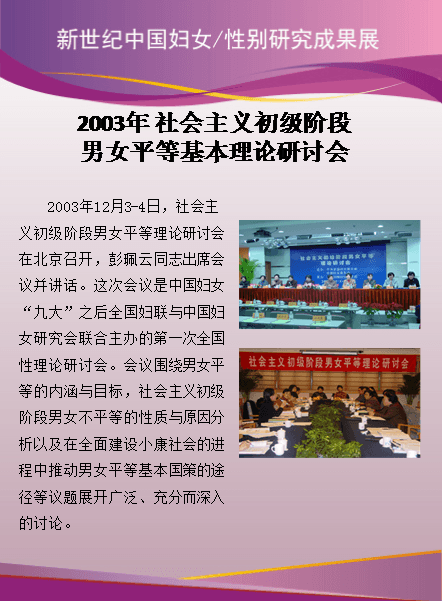 新世纪中国妇女/性别研究成果展
2003年 社会主义初级阶段
男女平等基本理论研讨会
2003年12月3-4日，社会主
义初级阶段男女平等理论研讨会
在北京召开，彭珮云同志出席会
议并讲话。这次会议是中国妇女
“九大”之后全国妇联与中国妇
女研究会联合主办的第一次全国
性理论研讨会。会议围绕男女平
等的内涵与目标，社会主义初级
阶段男女不平等的性质与原因分
析以及在全面建设小康社会的进
程中推动男女平等基本国策的途
径等议题展开广泛、充分而深入
的讨论。
社会主义初级阶段男女平等
理论研讨会
社会主义初级阶段男女平等理论研讨会